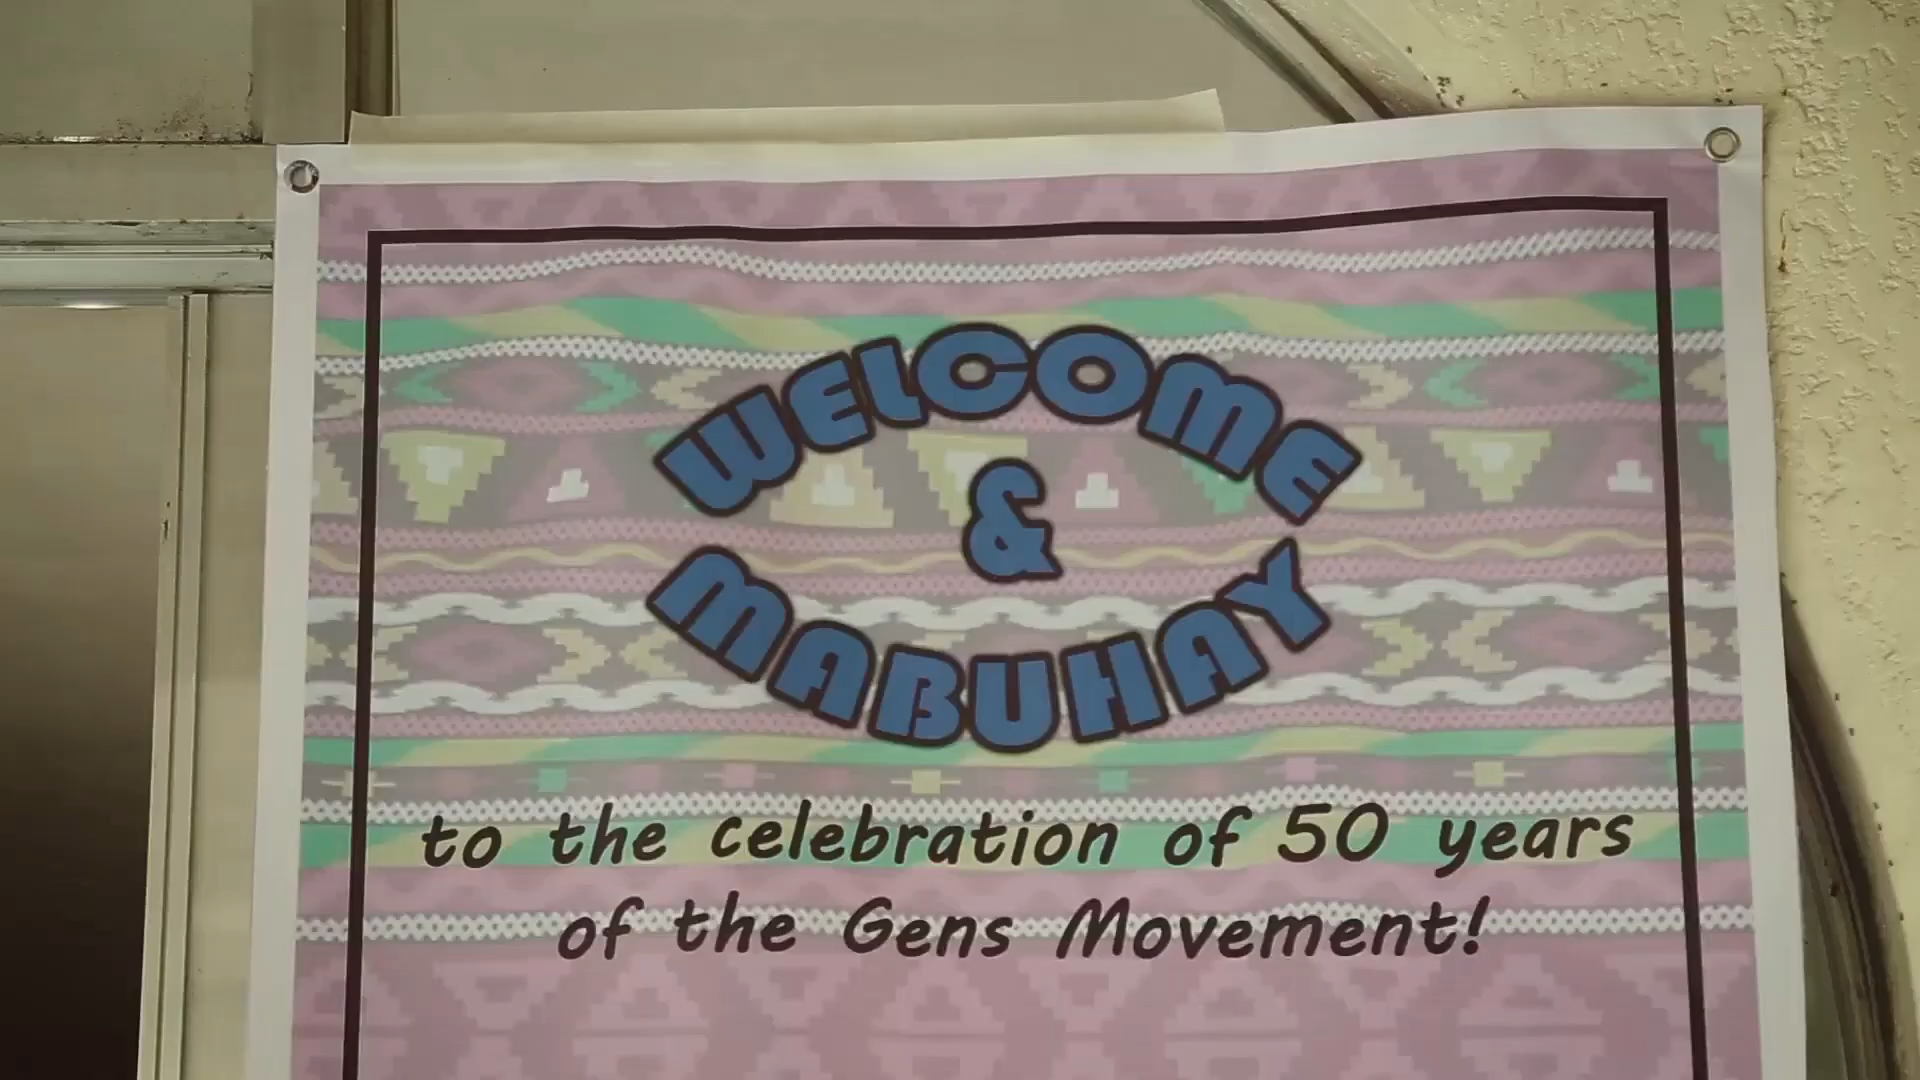 WELCOME
&
MABUHAY
to the celebration of 50 years
of the Gens Movement!